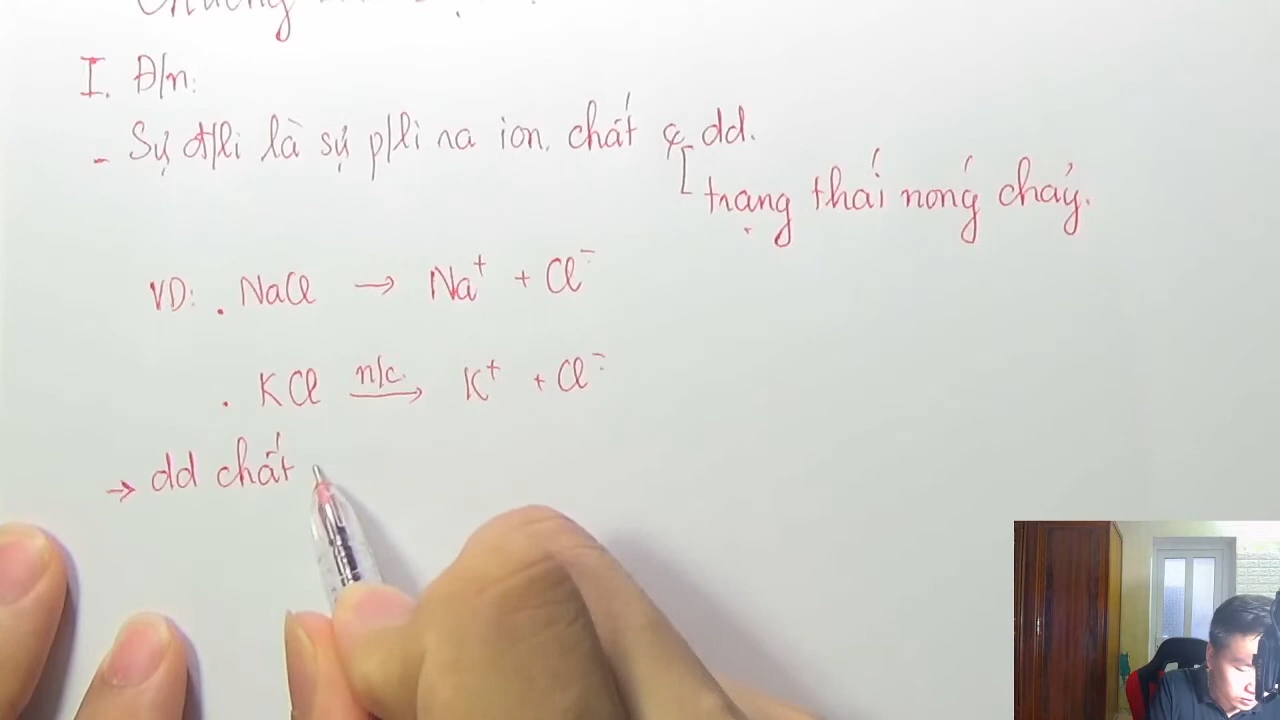 Chương
I. Đ/n:
- Sự đ/li là sự p/li ra ion. chất ở dd.
trạng thái nóng chảy.
VD: . NaCl → Na⁺ + Cl⁻
. KCl n/c. → K⁺ + Cl⁻
→ dd chất